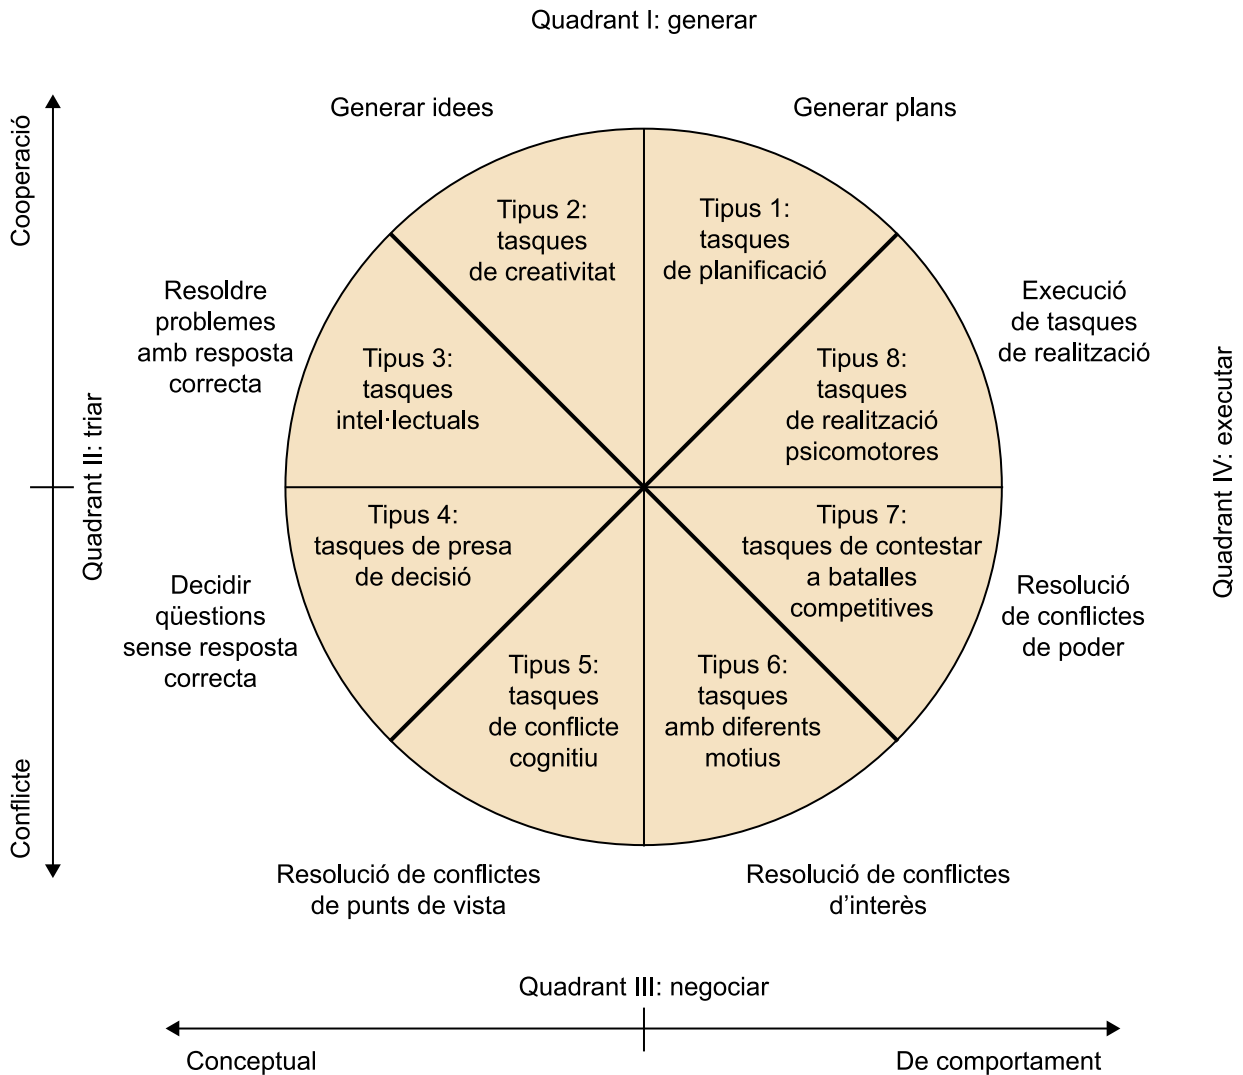 Quadrant I: generar
Generar idees
Generar plans
Cooperació
Tipus 2:
tasques
de creativitat
Tipus 1:
tasques
de planificació
Resoldre
problemes
amb resposta
correcta
Execució
de tasques
de realització
Tipus 3:
tasques
intel·lectuals
Tipus 8:
tasques
de realització
psicomotores
Quadrant II: triar
Quadrant IV: executar
Tipus 4:
tasques de presa
de decisió
Tipus 7:
tasques de contestar
a batalles
competitives
Decidir
qüestions
sense resposta
correcta
Resolució
de conflictes
de poder
Tipus 5:
tasques
de conflicte
cognitiu
Tipus 6:
tasques
amb diferents
motius
Conflicte
Resolució de conflictes
de punts de vista
Resolució de conflictes
d’interès
Quadrant III: negociar
Conceptual
De comportament